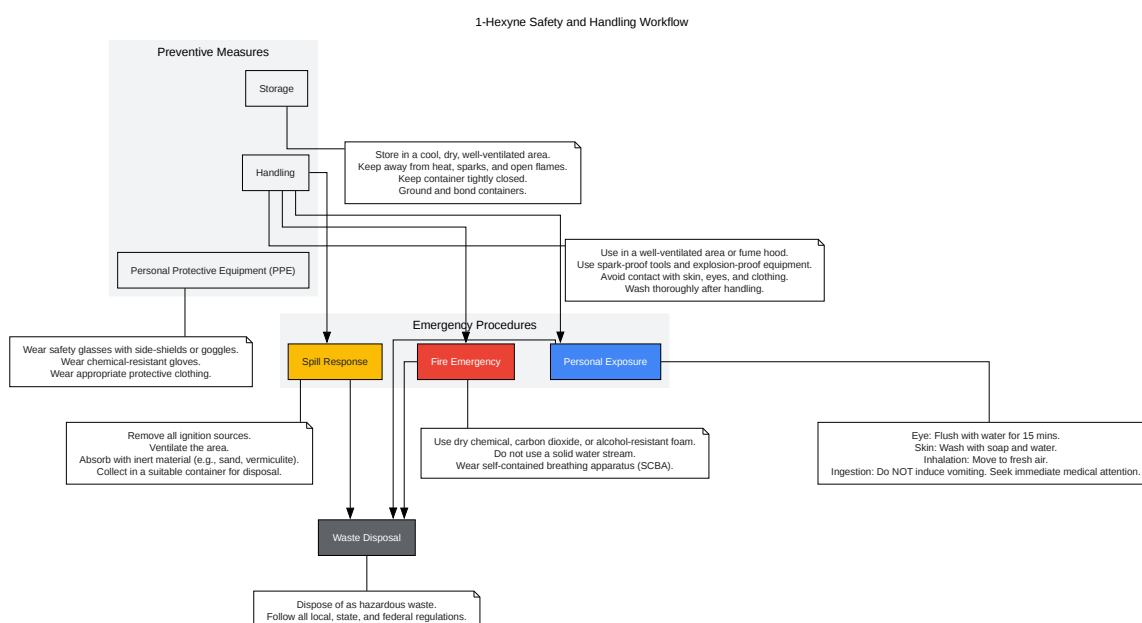 1-Hexyne Safety and Handling Workflow
Preventive Measures
Storage
Store in a cool, dry, well-ventilated area.
Keep away from heat, sparks, and open flames.
Keep container tightly closed.
Ground and bond containers.
Handling
Use in a well-ventilated area or fume hood.
Use spark-proof tools and explosion-proof equipment.
Avoid contact with skin, eyes, and clothing.
Wash thoroughly after handling.
Personal Protective Equipment (PPE)
Wear safety glasses with side-shields or goggles.
Wear chemical-resistant gloves.
Wear appropriate protective clothing.
Emergency Procedures
Spill Response
Fire Emergency
Personal Exposure
Remove all ignition sources.
Ventilate the area.
Absorb with inert material (e.g., sand, vermiculite).
Collect in a suitable container for disposal.
Use dry chemical, carbon dioxide, or alcohol-resistant foam.
Do not use a solid water stream.
Wear self-contained breathing apparatus (SCBA).
Eye: Flush with water for 15 mins.
Skin: Wash with soap and water.
Inhalation: Move to fresh air.
Ingestion: Do NOT induce vomiting. Seek immediate medical attention.
Waste Disposal
Dispose of as hazardous waste.
Follow all local, state, and federal regulations.